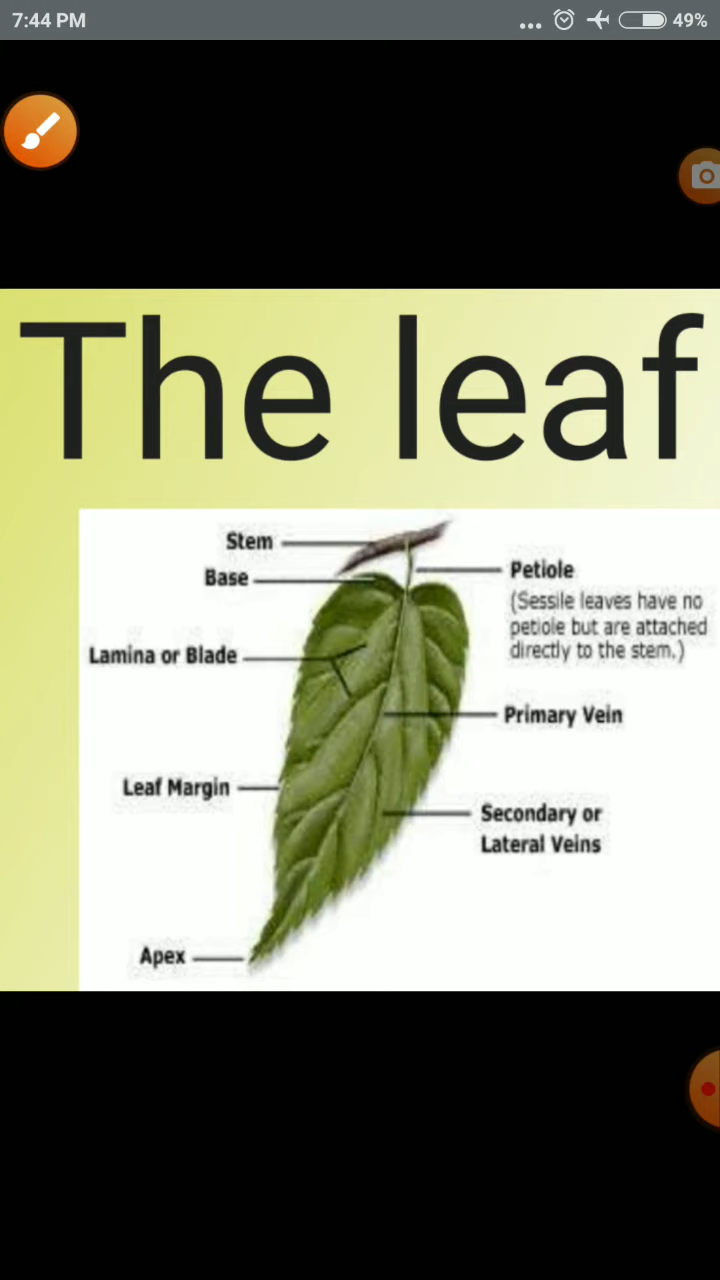 7:44 PM
... 49%
The leaf
Stem
Base
Petiole
(Sessile leaves have no
petiole but are attached
directly to the stem.)
Lamina or Blade
Primary Vein
Leaf Margin
Secondary or
Lateral Veins
Apex